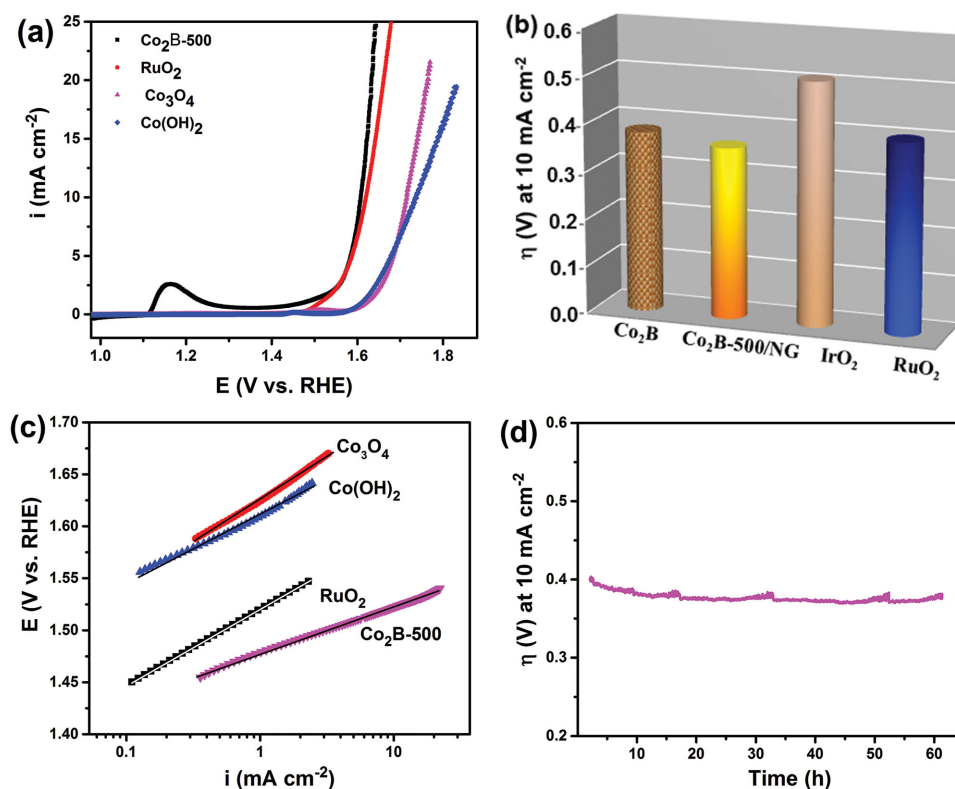 (a)
25
20
15
10
5
0
i (mA cm⁻²)
Co₂B-500
RuO₂
Co₃O₄
Co(OH)₂
1.0 1.2 1.4 1.6 1.8
E (V vs. RHE)
(b)
0.6
0.5
0.4
0.3
0.2
0.1
0.0
η (V) at 10 mA cm⁻²
Co₂B Co₂B-500/NG IrO₂ RuO₂
(c)
1.70
1.65
1.60
1.55
1.50
1.45
1.40
E (V vs. RHE)
Co₃O₄
Co(OH)₂
RuO₂
Co₂B-500
0.1 1 10
i (mA cm⁻²)
(d)
0.6
0.5
0.4
0.3
0.2
η (V) at 10 mA cm⁻²
10 20 30 40 50 60
Time (h)